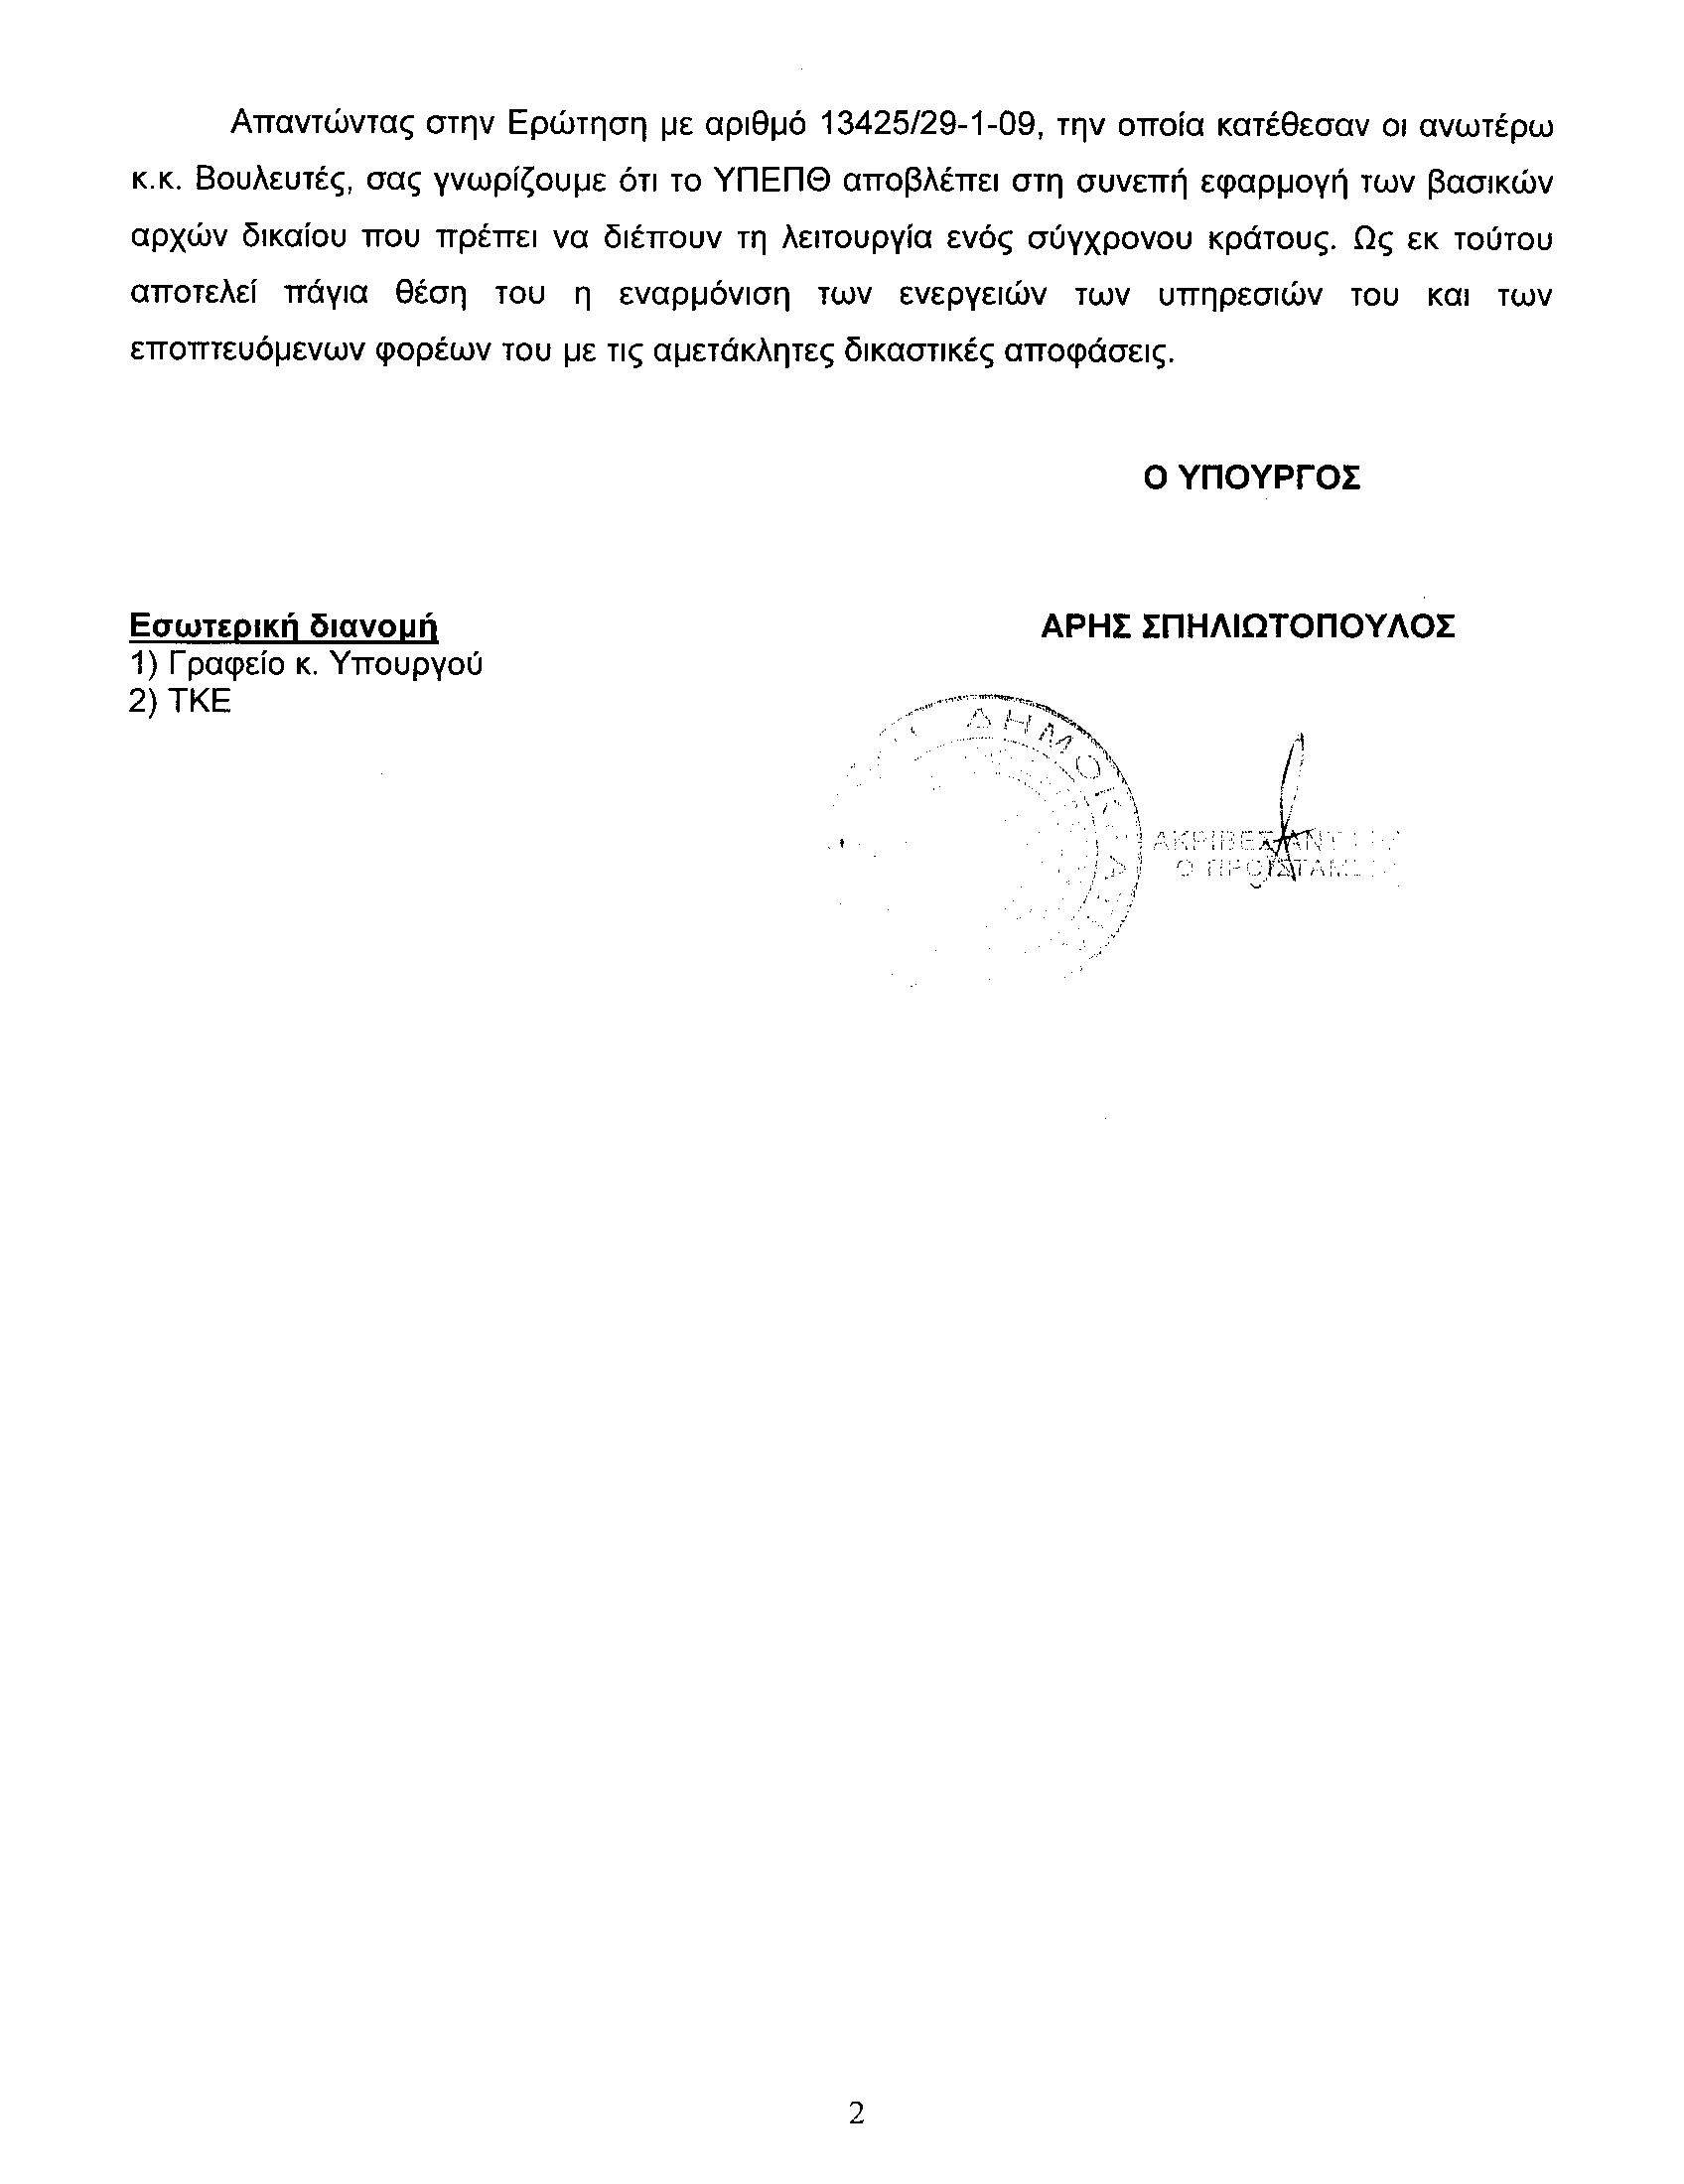 Απαντώντας στην Ερώτηση με αριθμό 13425/29-1-09, την οποία κατέθεσαν οι ανωτέρω
κ.κ. Βουλευτές, σας γνωρίζουμε ότι το ΥΠΕΠΘ αποβλέπει στη συνεπή εφαρμογή των βασικών
αρχών δικαίου που πρέπει να διέπουν τη λειτουργία ενός σύγχρονου κράτους. Ως εκ τούτου
αποτελεί πάγια θέση του η εναρμόνιση των ενεργειών των υπηρεσιών του και των
εποπτευόμενων φορέων του με τις αμετάκλητες δικαστικές αποφάσεις.
Ο ΥΠΟΥΡΓΟΣ
Εσωτερική διανομή
ΑΡΗΣ ΣΠΗΛΙΩΤΟΠΟΥΛΟΣ
1) Γραφείο κ. Υπουργού
2) ΤΚΕ
ΑΚΡΙΒΕΣ
Ο
2